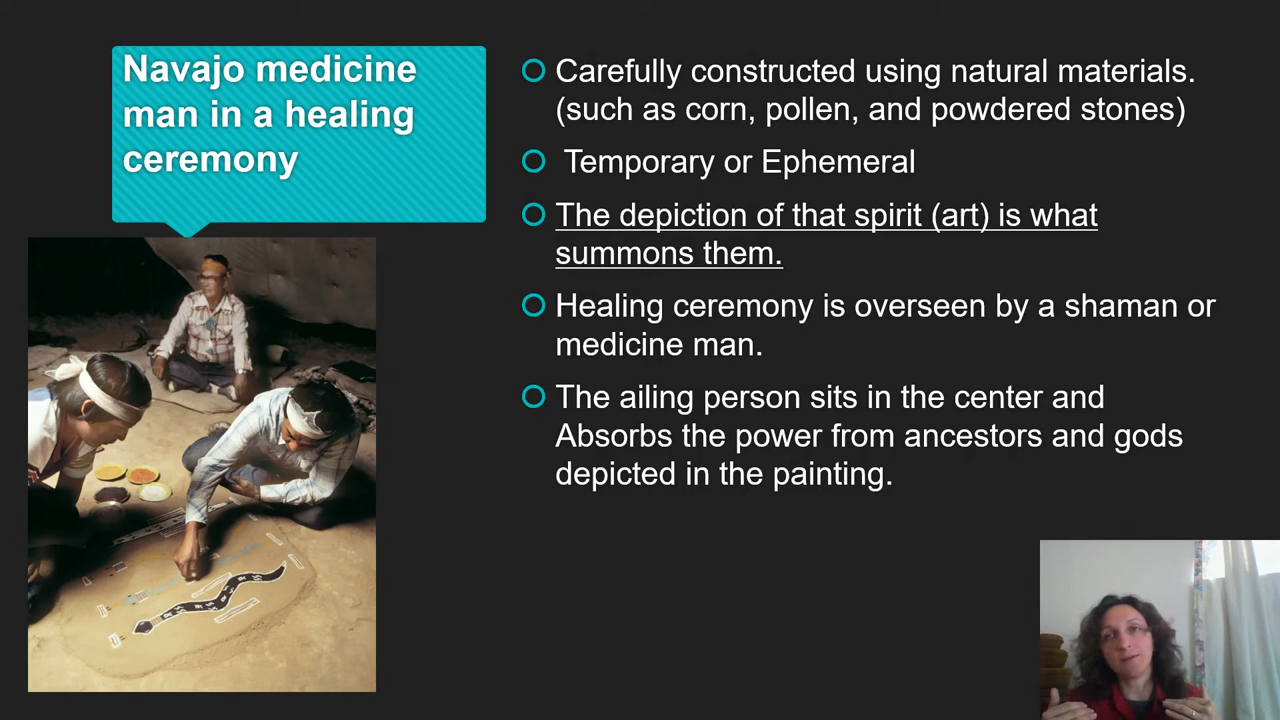 Navajo medicine
man in a healing
ceremony
Carefully constructed using natural materials.
(such as corn, pollen, and powdered stones)
Temporary or Ephemeral
The depiction of that spirit (art) is what
summons them.
Healing ceremony is overseen by a shaman or
medicine man.
The ailing person sits in the center and
Absorbs the power from ancestors and gods
depicted in the painting.